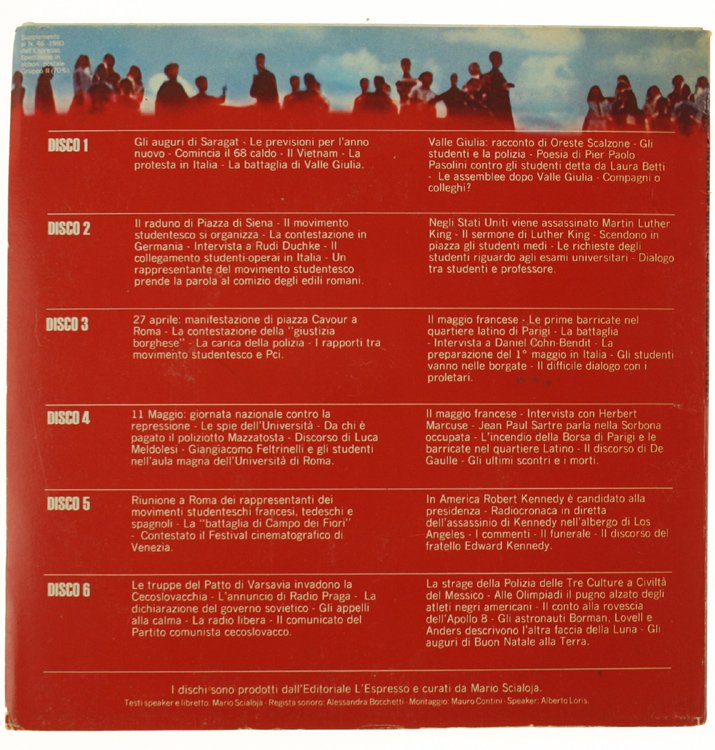 Supplemento
a N. 46 1980
dell'Espresso.
Spedizione in
abbon. postale
Gruppo II (70%)
DISCO 1
Gli auguri di Saragat - Le previsioni per l'anno
nuovo - Comincia il 68 caldo - Il Vietnam - La
protesta in Italia - La battaglia di Valle Giulia.
Valle Giulia: racconto di Oreste Scalzone - Gli
studenti e la polizia - Poesia di Pier Paolo
Pasolini contro gli studenti detta da Laura Betti
- Le assemblee dopo Valle Giulia - Compagni o
colleghi?
DISCO 2
Il raduno di Piazza di Siena - Il movimento
studentesco si organizza - La contestazione in
Germania - Intervista a Rudi Duchke - Il
collegamento studenti-operai in Italia - Un
rappresentante del movimento studentesco
prende la parola al comizio degli edili romani.
Negli Stati Uniti viene assassinato Martin Luther
King - Il sermone di Luther King - Scendono in
piazza gli studenti medi - Le richieste degli
studenti riguardo agli esami universitari - Dialogo
tra studenti e professore.
DISCO 3
27 aprile: manifestazione di piazza Cavour a
Roma - La contestazione della "giustizia
borghese" - La carica della polizia - I rapporti tra
movimento studentesco e Pci.
Il maggio francese - Le prime barricate nel
quartiere latino di Parigi - La battaglia
- Intervista a Daniel Cohn-Bendit - La
preparazione del 1° maggio in Italia - Gli studenti
vanno nelle borgate - Il difficile dialogo con i
proletari.
DISCO 4
11 Maggio: giornata nazionale contro la
repressione - Le spie dell'Università - Da chi è
pagato il poliziotto Mazzatosta - Discorso di Luca
Meldolesi - Giangiacomo Feltrinelli e gli studenti
nell'aula magna dell'Università di Roma.
Il maggio francese - Intervista con Herbert
Marcuse - Jean Paul Sartre parla nella Sorbona
occupata - L'incendio della Borsa di Parigi e le
barricate nel quartiere Latino - Il discorso di De
Gaulle - Gli ultimi scontri e i morti.
DISCO 5
Riunione a Roma dei rappresentanti dei
movimenti studenteschi francesi, tedeschi e
spagnoli - La "battaglia di Campo dei Fiori"
- Contestato il Festival cinematografico di
Venezia.
In America Robert Kennedy è candidato alla
presidenza - Radiocronaca in diretta
dell'assassinio di Kennedy nell'albergo di Los
Angeles - I commenti - Il funerale - Il discorso del
fratello Edward Kennedy.
DISCO 6
Le truppe del Patto di Varsavia invadono la
Cecoslovacchia - L'annuncio di Radio Praga - La
dichiarazione del governo sovietico - Gli appelli
alla calma - La radio libera - Il comunicato del
Partito comunista cecoslovacco.
La strage della Polizia delle Tre Culture a Civiltà
del Messico - Alle Olimpiadi il pugno alzato degli
atleti negri americani - Il conto alla rovescia
dell'Apollo 8 - Gli astronauti Borman, Lovell e
Anders descrivono l'altra faccia della Luna - Gli
auguri di Buon Natale alla Terra.
I dischi sono prodotti dall'Editoriale L'Espresso e curati da Mario Scialoja.
Testi speaker e libretto: Mario Scialoja - Regista sonoro: Alessandra Bocchetti - Montaggio: Mauro Contini - Speaker: Alberto Loris.